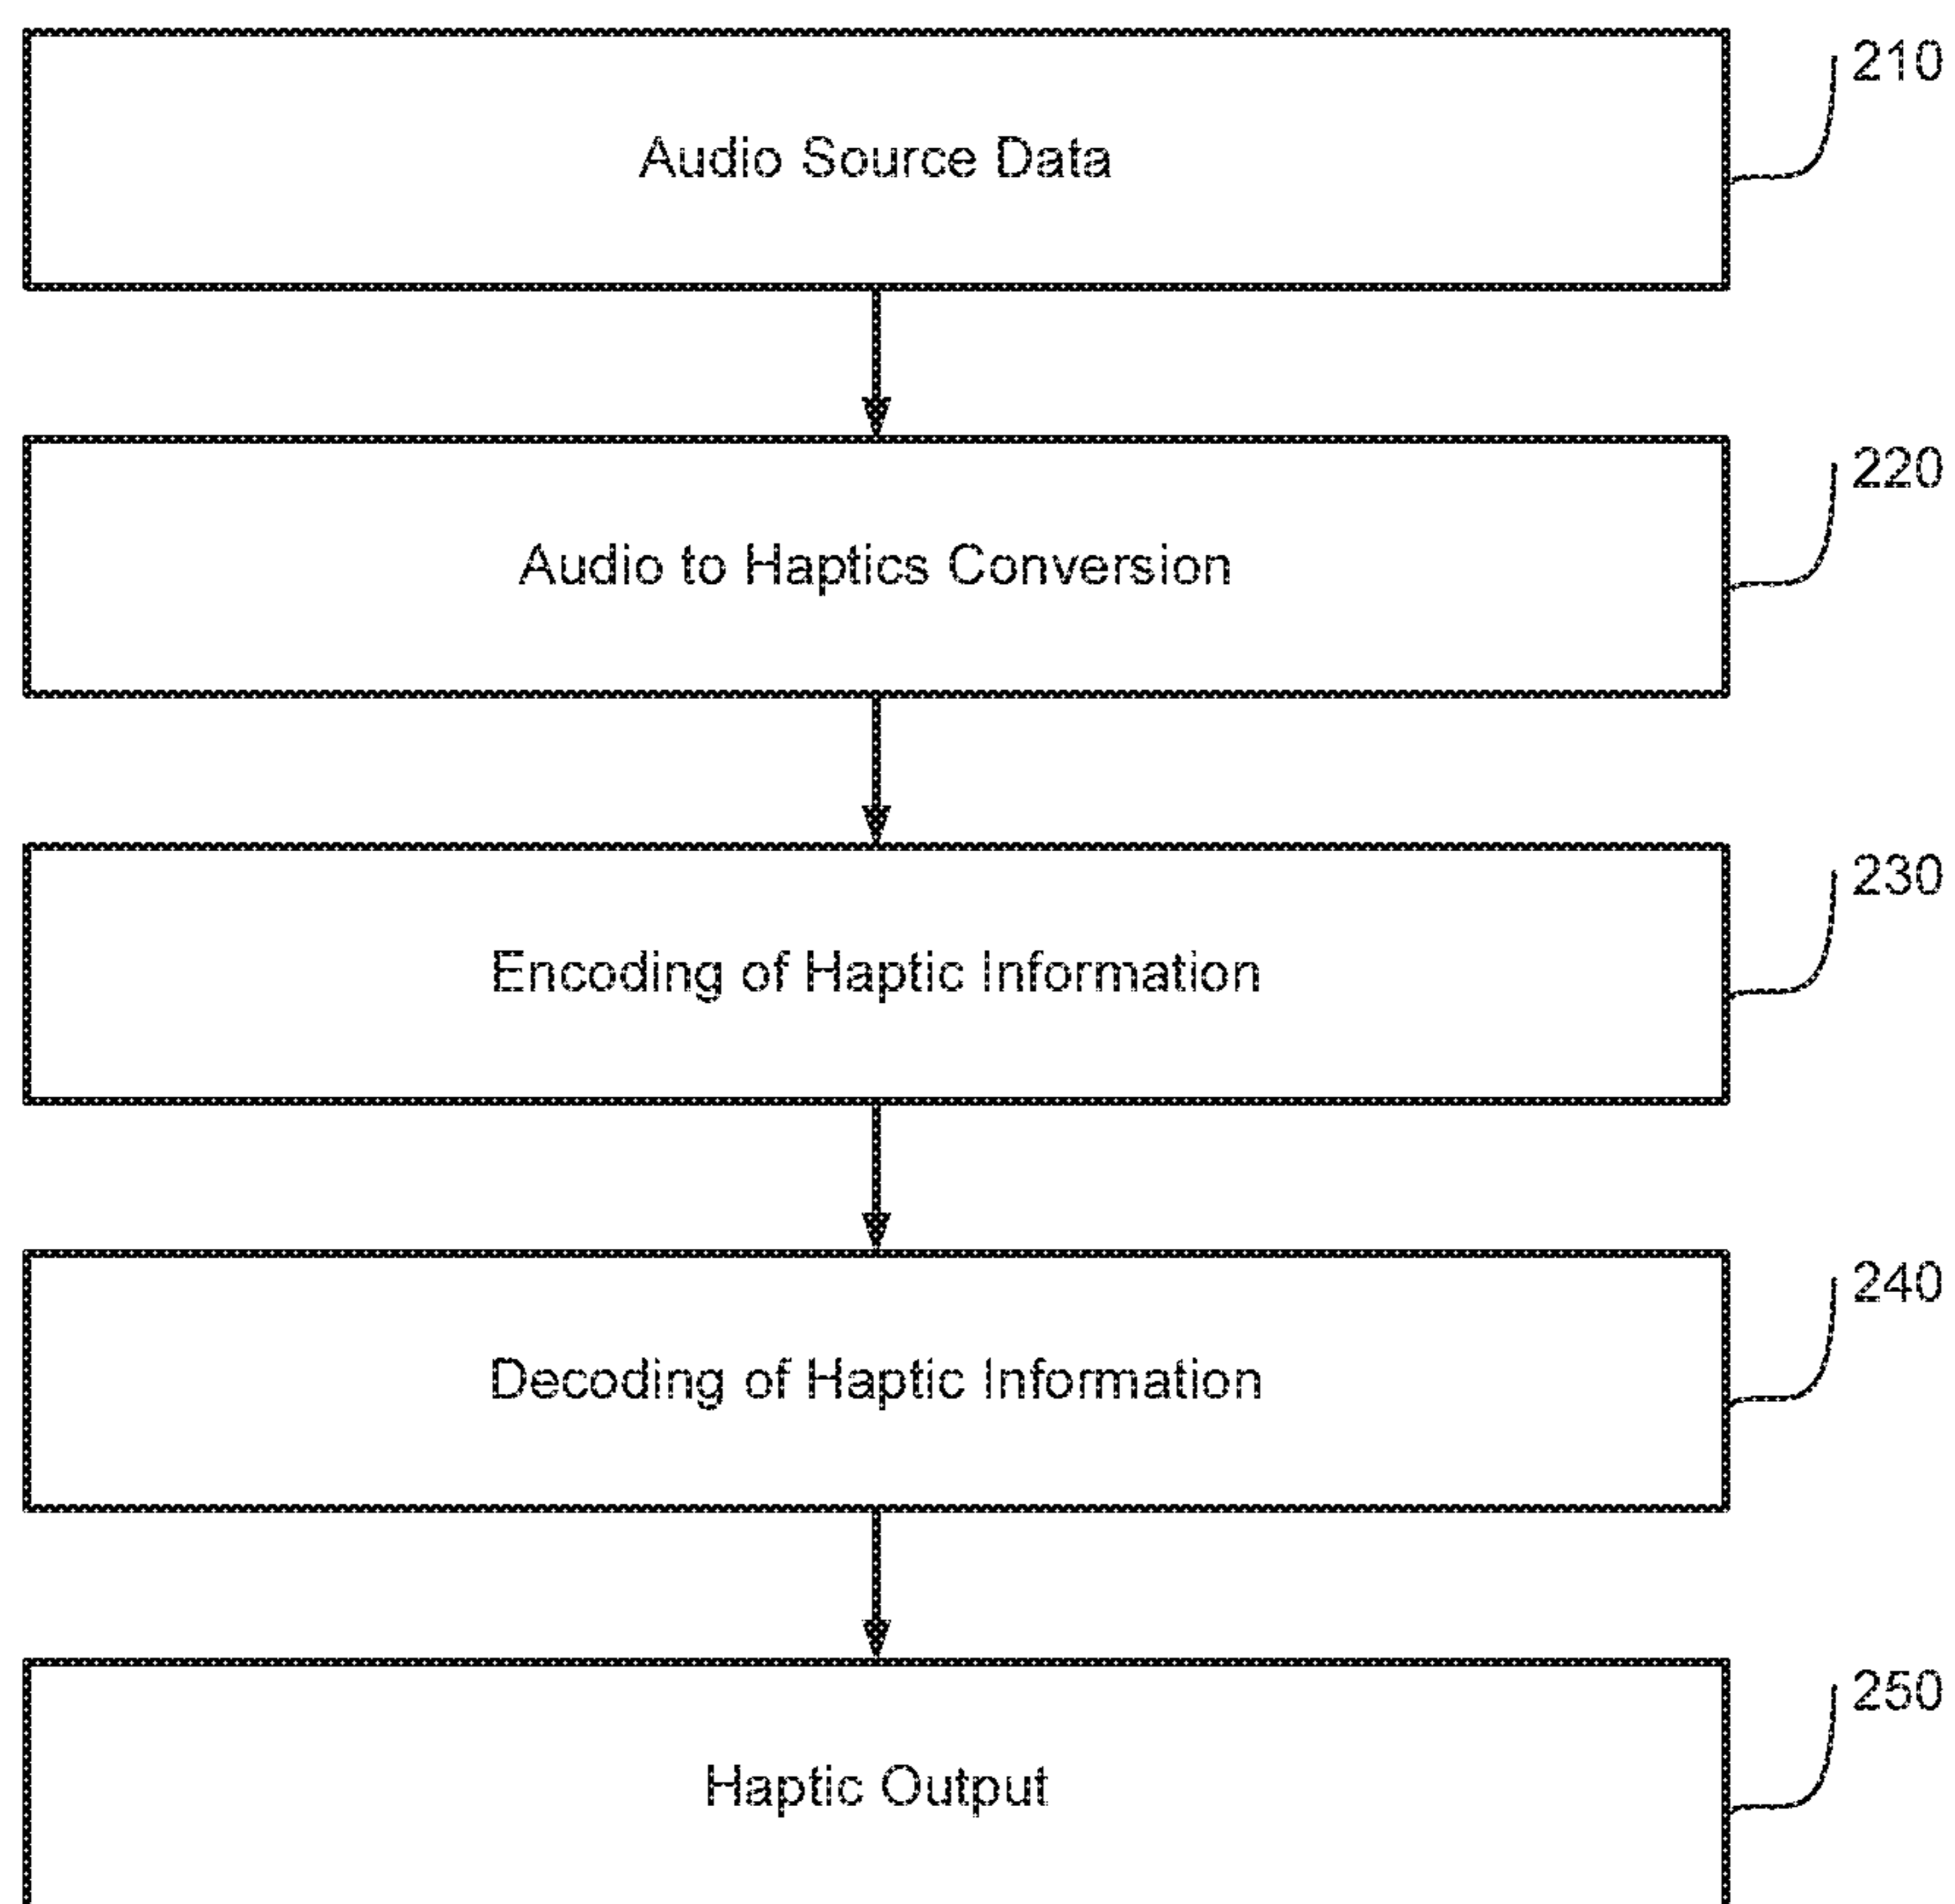 210
Audio Source Data
220
Audio to Haptics Conversion
230
Encoding of Haptic Information
240
Decoding of Haptic Information
250
Haptic Output